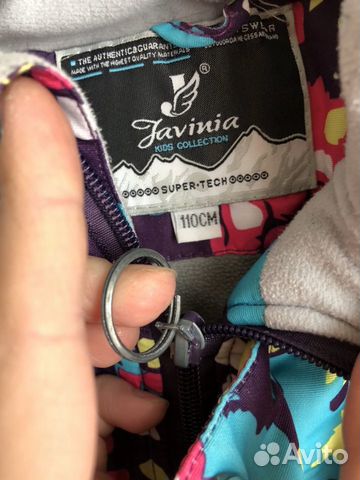 THE AUTHENTIC&GUARAN
MADE WITH THE HIGHEST QUALITY MATERIALS
®
Javinia
KIDS COLLECTION
SUPER·TECH
110CM
Avito